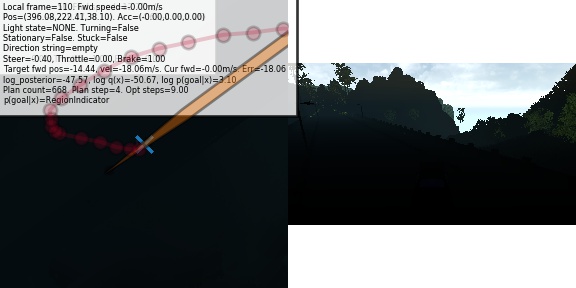 Local frame=110. Fwd speed=-0.00m/s
Pos=(396.08,222.41,38.10). Acc=(-0.00,0.00,0.00)
Light state=NONE. Turning=False
Stationary=False. Stuck=False
Direction string=empty
Steer=-0.40, Throttle=0.00, Brake=1.00
Target fwd pos=-14.44, vel=-18.06m/s. Cur fwd=-0.00m/s. Err=-18.06
log_posterior=-47.57, log q(x)=-50.67, log p(goal|x)=3.10
Plan count=668. Plan step=4. Opt steps=9.00
p(goal|x)=RegionIndicator